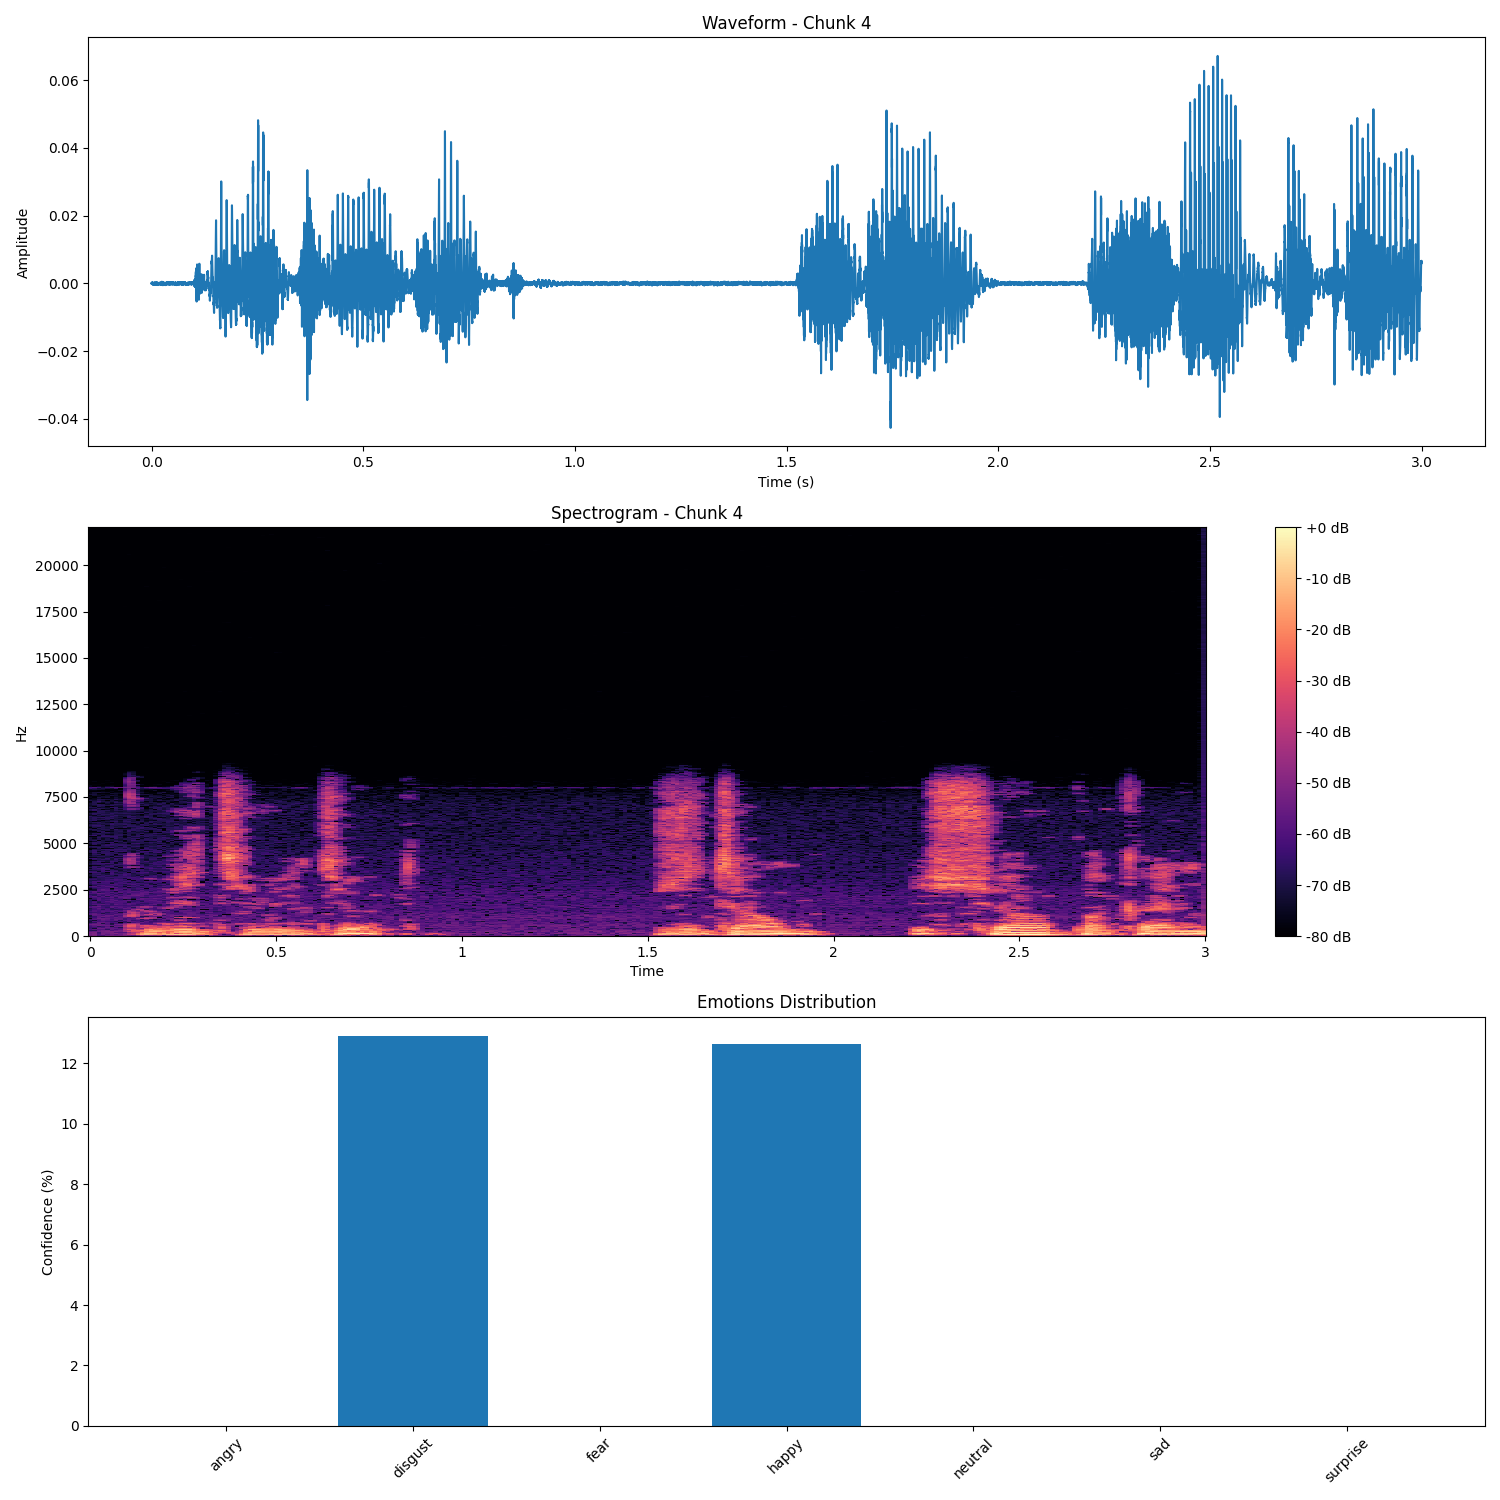 Waveform - Chunk 4
0.06
0.04
0.02
0.00
−0.02
−0.04
Amplitude
0.0 0.5 1.0 1.5 2.0 2.5 3.0
Time (s)
Spectrogram - Chunk 4
20000
17500
15000
12500
10000
7500
5000
2500
0
Hz
0 0.5 1 1.5 2 2.5 3
Time
+0 dB
-10 dB
-20 dB
-30 dB
-40 dB
-50 dB
-60 dB
-70 dB
-80 dB
Emotions Distribution
12
10
8
6
4
2
0
Confidence (%)
angry disgust fear happy neutral sad surprise